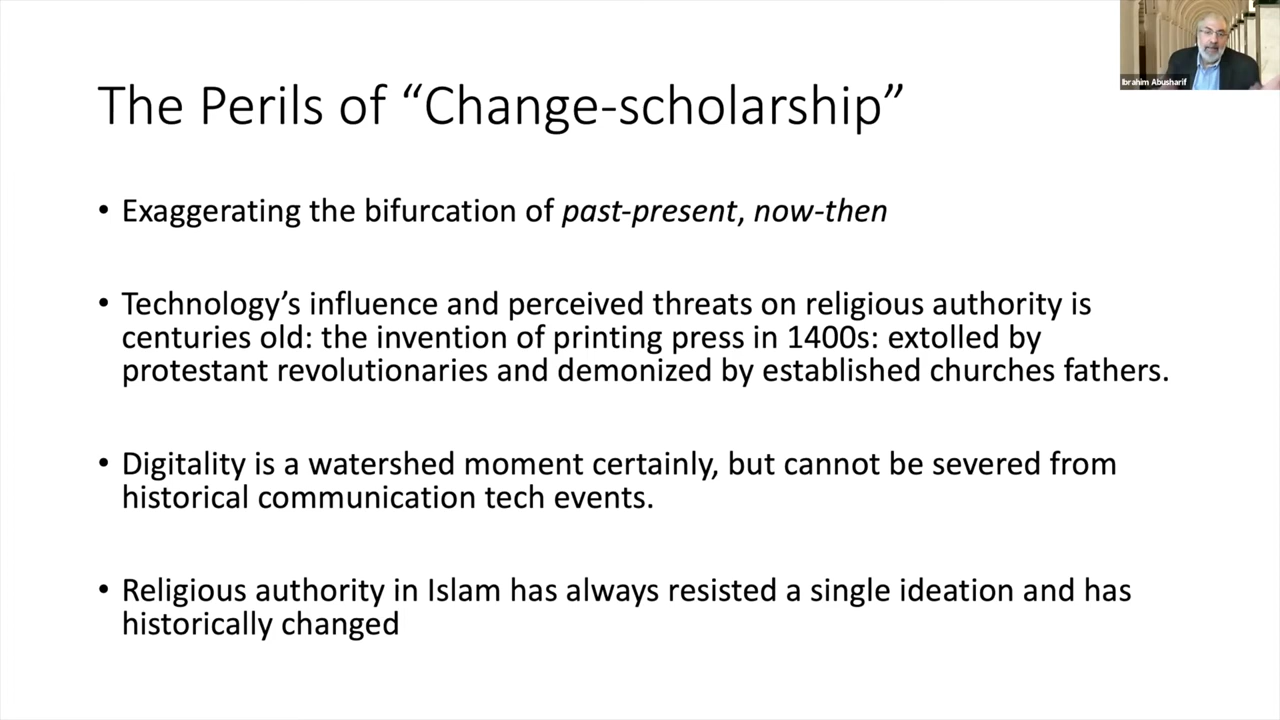 The Perils of “Change-scholarship”
Ibrahim Abusharif
• Exaggerating the bifurcation of past-present, now-then
• Technology’s influence and perceived threats on religious authority is
centuries old: the invention of printing press in 1400s: extolled by
protestant revolutionaries and demonized by established churches fathers.
• Digitality is a watershed moment certainly, but cannot be severed from
historical communication tech events.
• Religious authority in Islam has always resisted a single ideation and has
historically changed